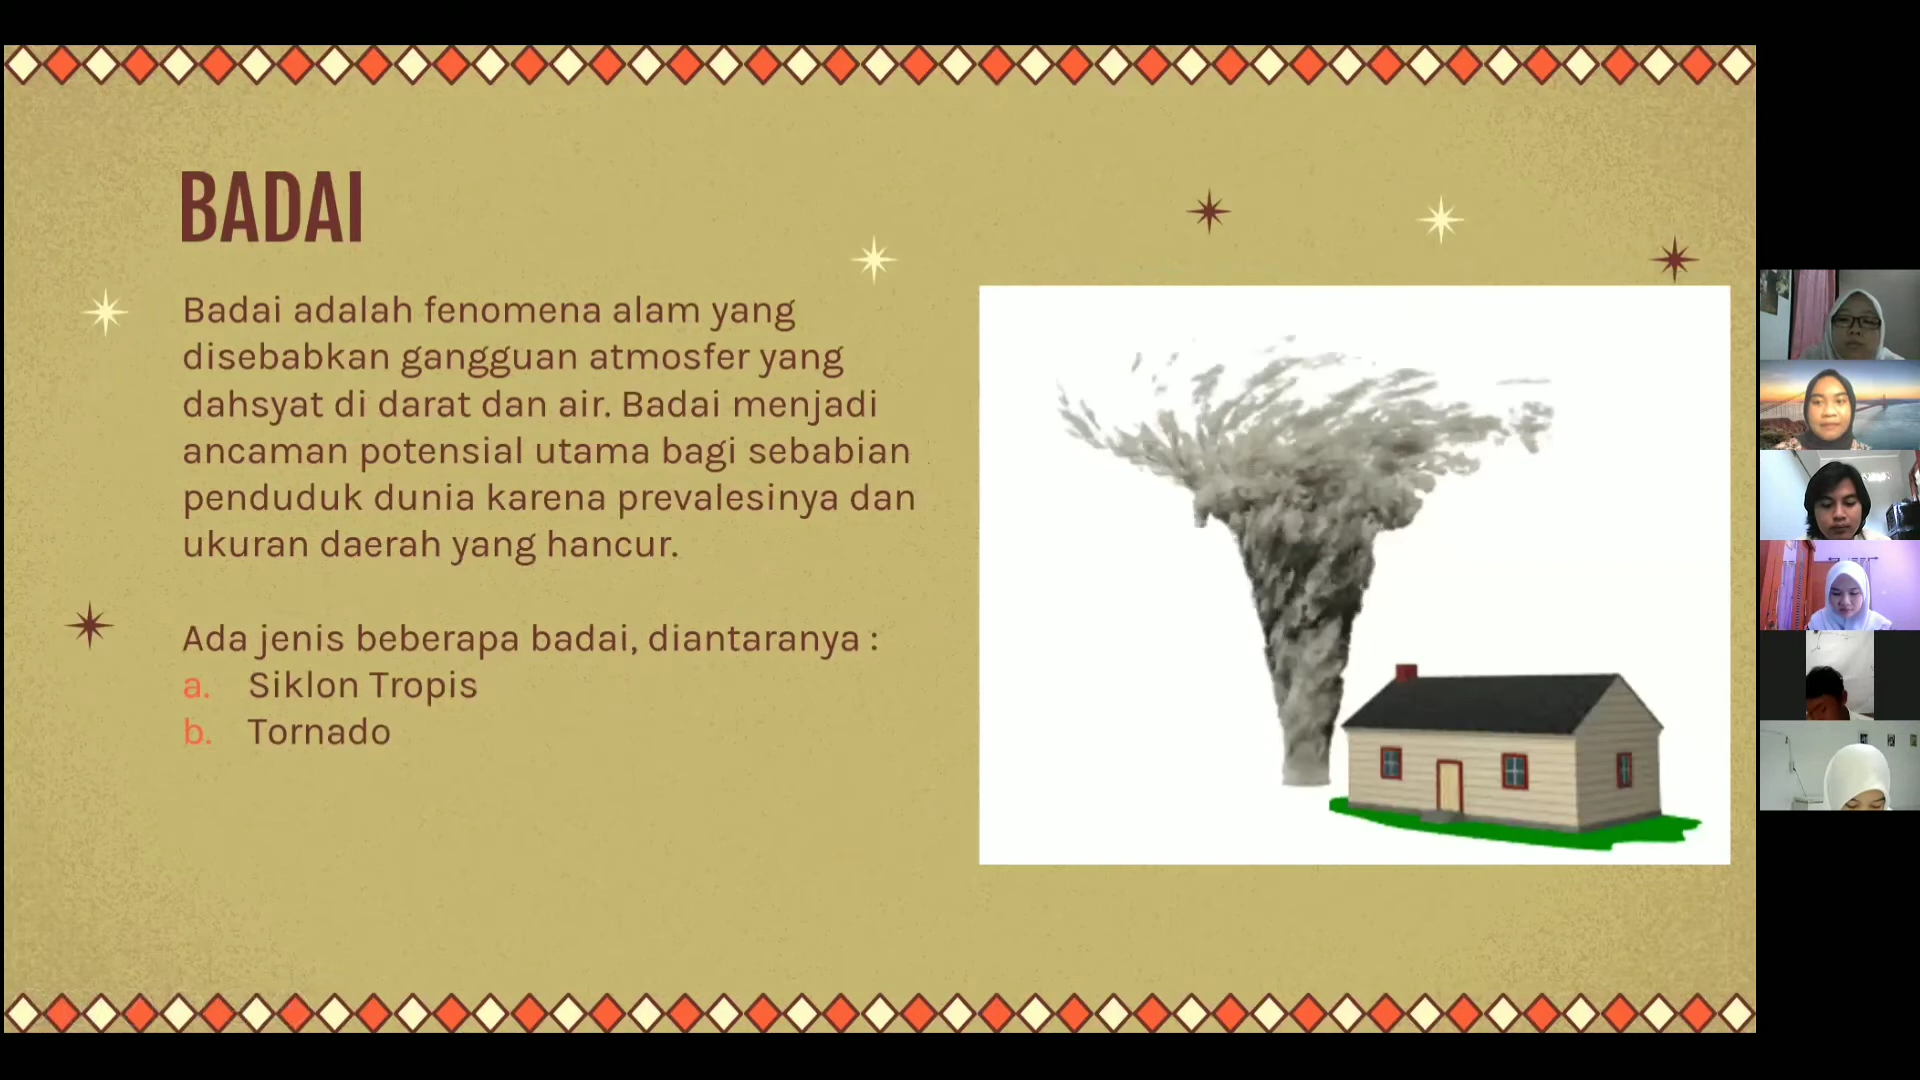 BADAI
Badai adalah fenomena alam yang
disebabkan gangguan atmosfer yang
dahsyat di darat dan air. Badai menjadi
ancaman potensial utama bagi sebabian
penduduk dunia karena prevalesinya dan
ukuran daerah yang hancur.
Ada jenis beberapa badai, diantaranya :
a. Siklon Tropis
b. Tornado